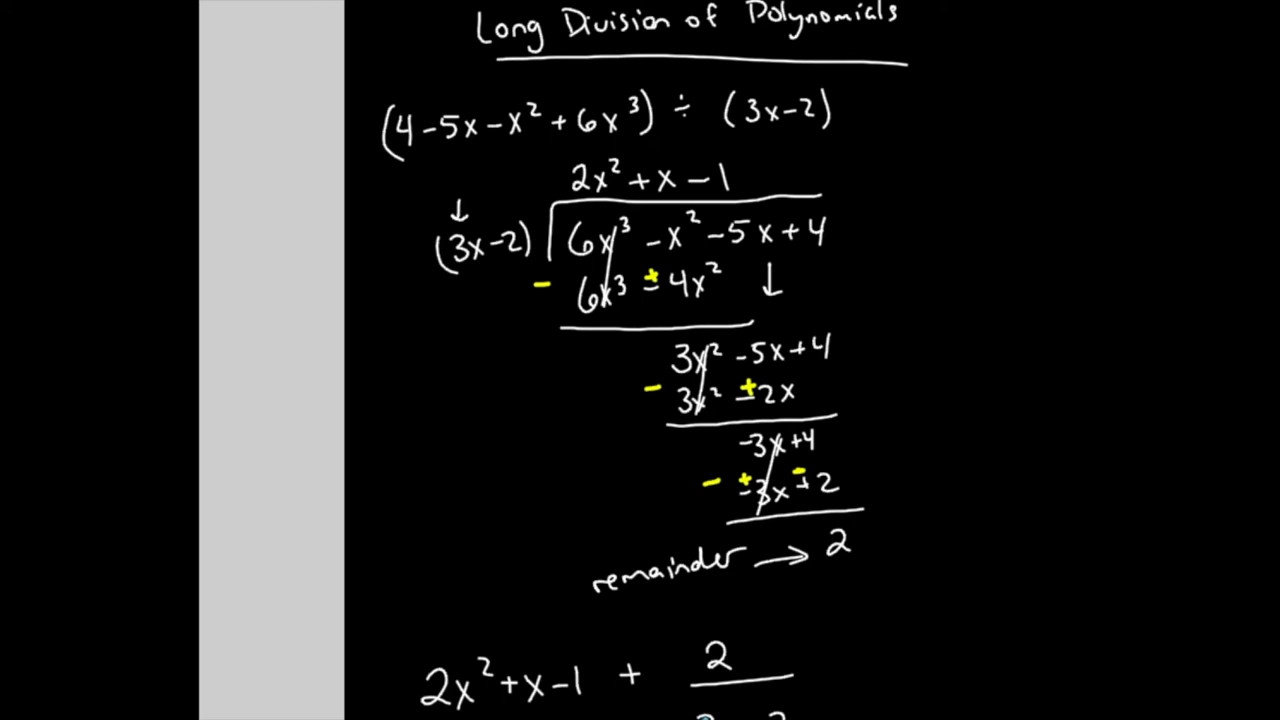 Long Division of Polynomials
(4-5x-x²+6x³) ÷ (3x-2)
2x²+x-1
↓
(3x-2) 6x³-x²-5x+4
- 6x³ ± 4x² ↓
3x²-5x+4
- 3x² ± 2x
-3x+4
- ± 3x ∓ 2
remainder → 2
2x²+x-1 + 2